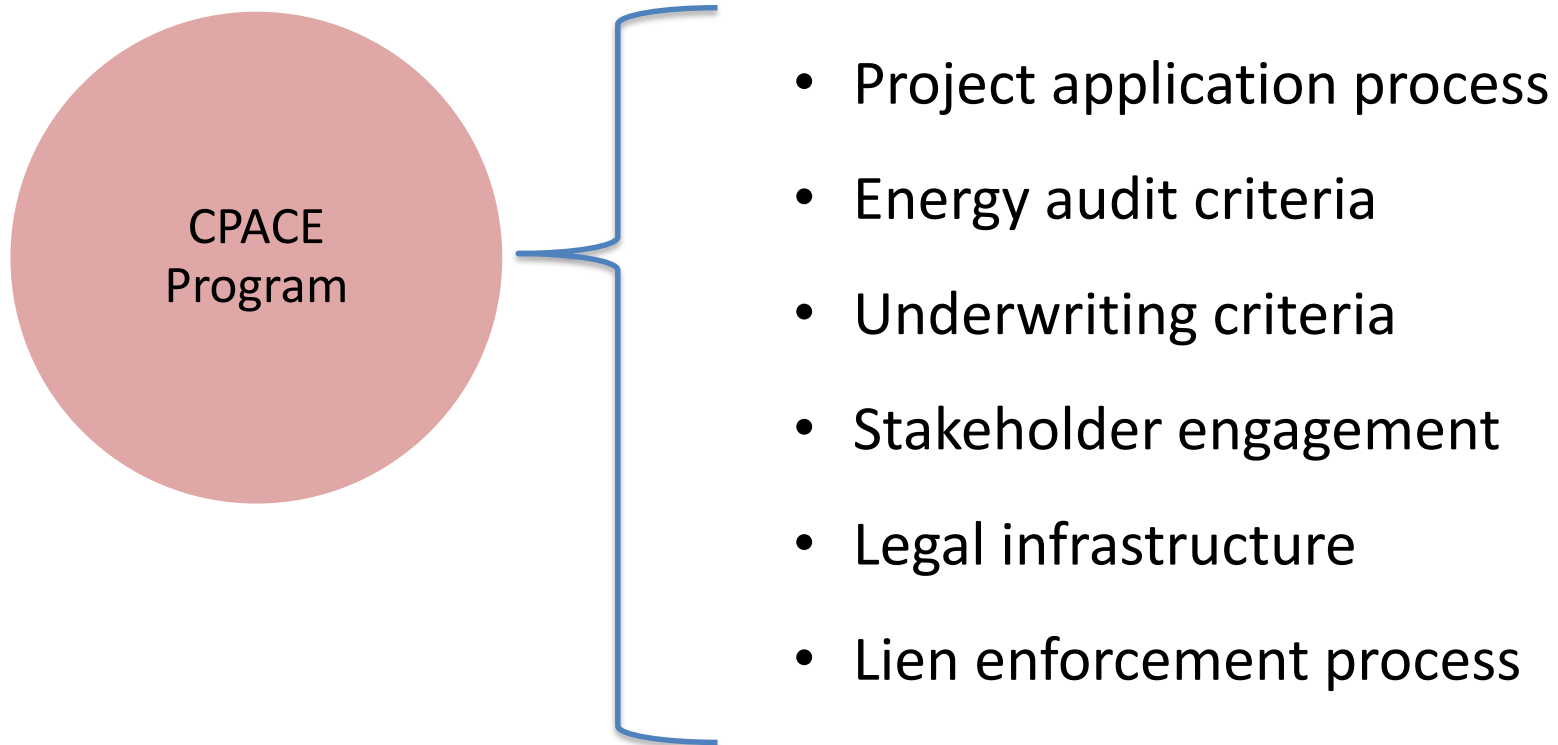 CPACE
Program
• Project application process
• Energy audit criteria
• Underwriting criteria
• Stakeholder engagement
• Legal infrastructure
• Lien enforcement process